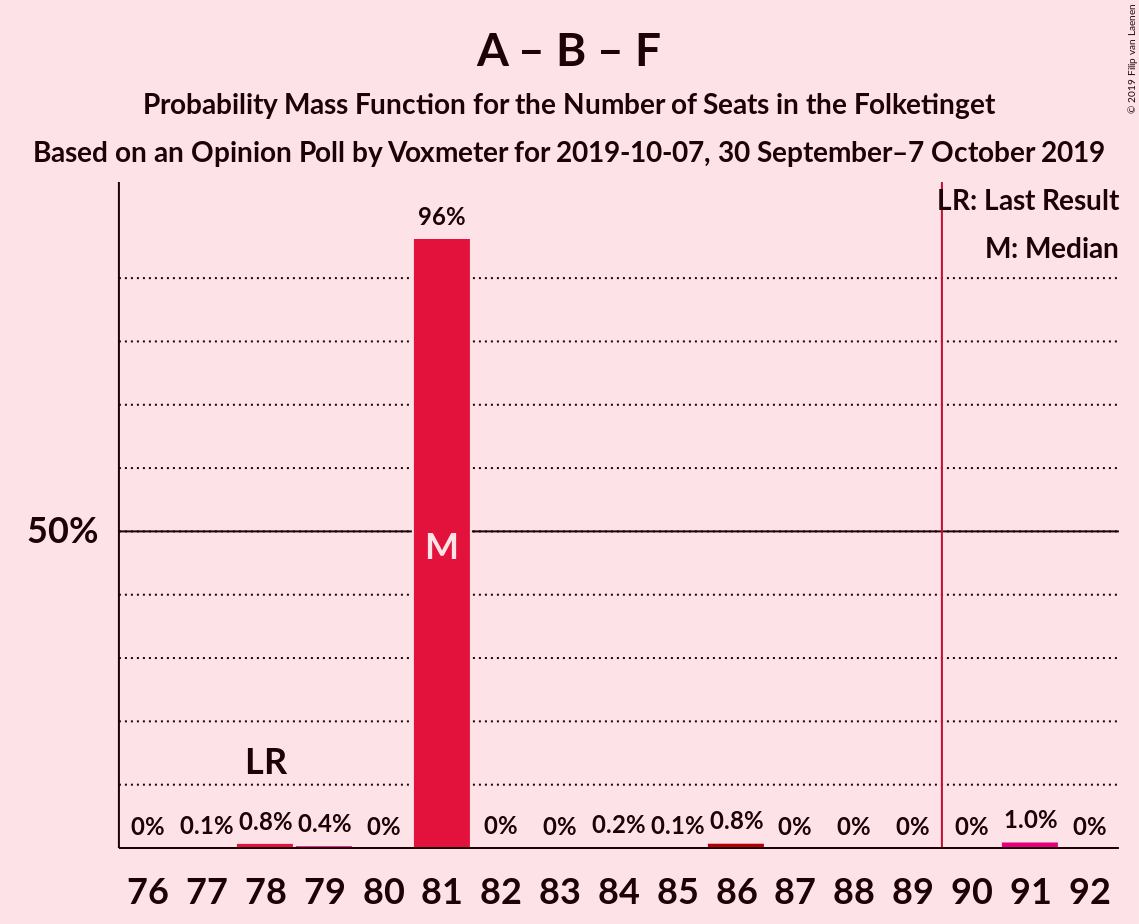 A – B – F
Probability Mass Function for the Number of Seats in the Folketinget
Based on an Opinion Poll by Voxmeter for 2019-10-07, 30 September–7 October 2019
© 2019 Filip van Laenen
LR: Last Result
M: Median
96%
50%
M
LR
0% 0.1% 0.8% 0.4% 0% 0% 0% 0.2% 0.1% 0.8% 0% 0% 0% 0% 1.0% 0%
76 77 78 79 80 81 82 83 84 85 86 87 88 89 90 91 92